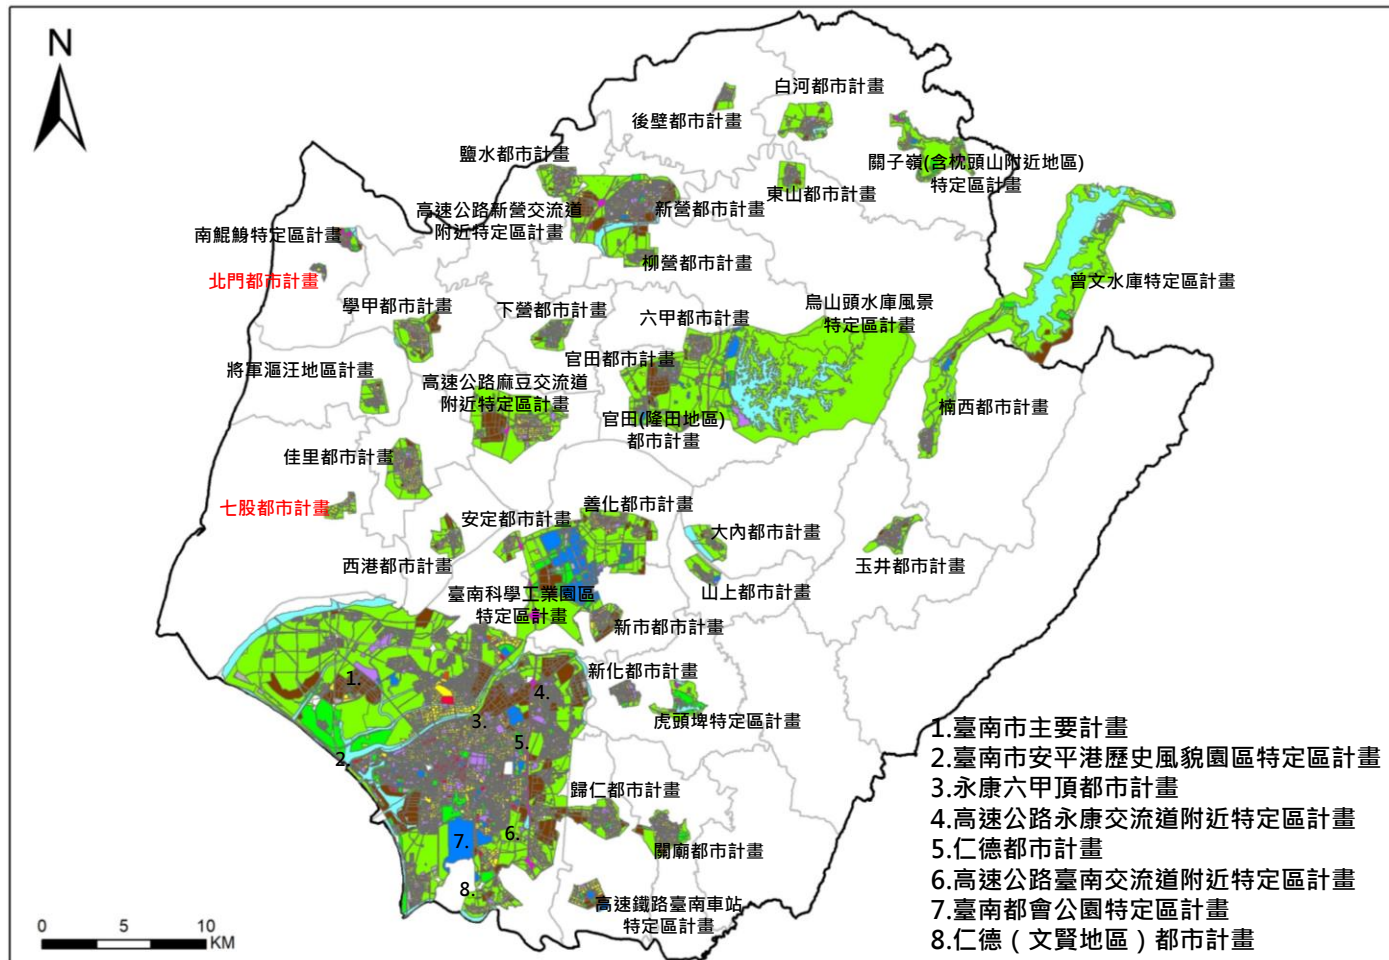 N
白河都市計畫
後壁都市計畫
鹽水都市計畫
關子嶺(含枕頭山附近地區)
特定區計畫
東山都市計畫
高速公路新營交流道
附近特定區計畫
新營都市計畫
南鯤鯓特定區計畫
柳營都市計畫
北門都市計畫
曾文水庫特定區計畫
學甲都市計畫
下營都市計畫
六甲都市計畫
烏山頭水庫風景
特定區計畫
官田都市計畫
將軍漚汪地區計畫
高速公路麻豆交流道
附近特定區計畫
楠西都市計畫
官田(隆田地區)
都市計畫
佳里都市計畫
七股都市計畫
善化都市計畫
安定都市計畫
大內都市計畫
西港都市計畫
玉井都市計畫
山上都市計畫
臺南科學工業園區
特定區計畫
新市都市計畫
新化都市計畫
虎頭埤特定區計畫
歸仁都市計畫
關廟都市計畫
高速鐵路臺南車站
特定區計畫
1.
2.
3.
4.
5.
6.
7.
8.
1.臺南市主要計畫
2.臺南市安平港歷史風貌園區特定區計畫
3.永康六甲頂都市計畫
4.高速公路永康交流道附近特定區計畫
5.仁德都市計畫
6.高速公路臺南交流道附近特定區計畫
7.臺南都會公園特定區計畫
8.仁德（文賢地區）都市計畫
0 5 10
KM